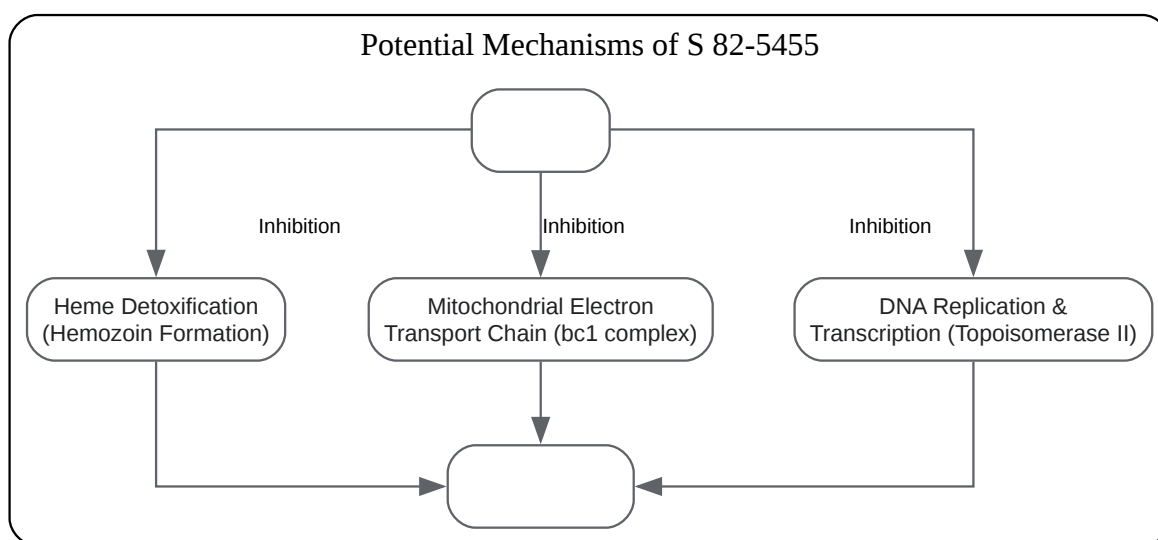 Potential Mechanisms of S 82-5455
Inhibition
Inhibition
Inhibition
Heme Detoxification
(Hemozoin Formation)
Mitochondrial Electron
Transport Chain (bc1 complex)
DNA Replication &
Transcription (Topoisomerase II)